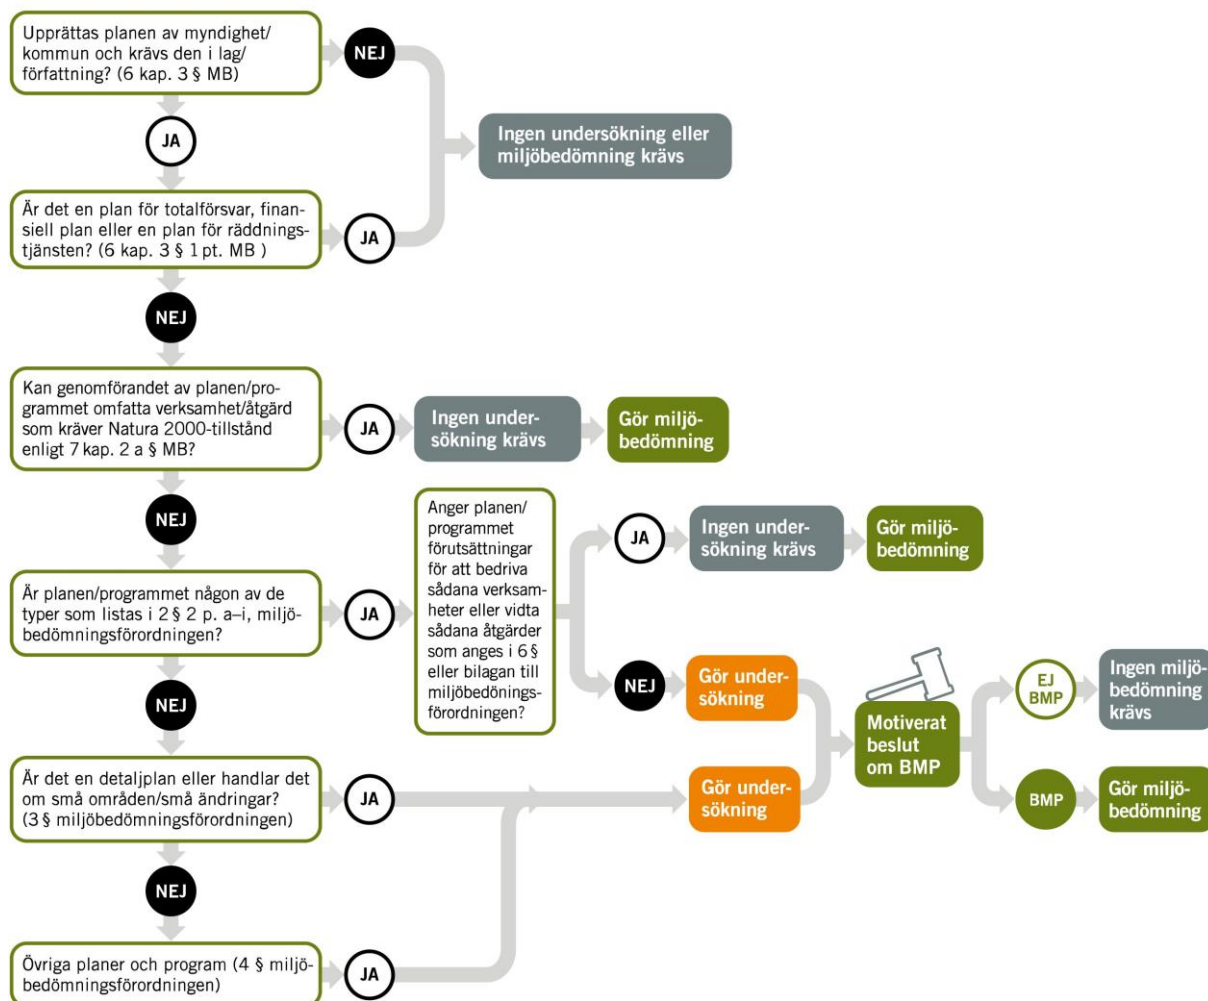 Upprättas planen av myndighet/
kommun och krävs den i lag/
författning? (6 kap. 3 § MB)
NEJ
JA
Ingen undersökning eller
miljöbedömning krävs
Är det en plan för totalförsvar, finan-
siell plan eller en plan för räddnings-
tjänsten? (6 kap. 3 § 1 pt. MB )
JA
NEJ
Kan genomförandet av planen/pro-
grammet omfatta verksamhet/åtgärd
som kräver Natura 2000-tillstånd
enligt 7 kap. 2 a § MB?
JA
Ingen under-
sökning krävs
Gör miljö-
bedömning
NEJ
Är planen/programmet någon av de
typer som listas i 2 § 2 p. a–i, miljö-
bedömningsförordningen?
JA
Anger planen/
programmet
förutsättningar
för att bedriva
sådana verksam-
heter eller vidta
sådana åtgärder
som anges i 6 §
eller bilagan till
miljöbedönings-
förordningen?
JA
Ingen under-
sökning krävs
Gör miljö-
bedömning
NEJ
Gör under-
sökning
NEJ
Är det en detaljplan eller handlar det
om små områden/små ändringar?
(3 § miljöbedömningsförordningen)
JA
Gör under-
sökning
Motiverat
beslut
om BMP
EJ
BMP
Ingen miljö-
bedömning
krävs
BMP
Gör miljö-
bedömning
NEJ
Övriga planer och program (4 § miljö-
bedömningsförordningen)
JA